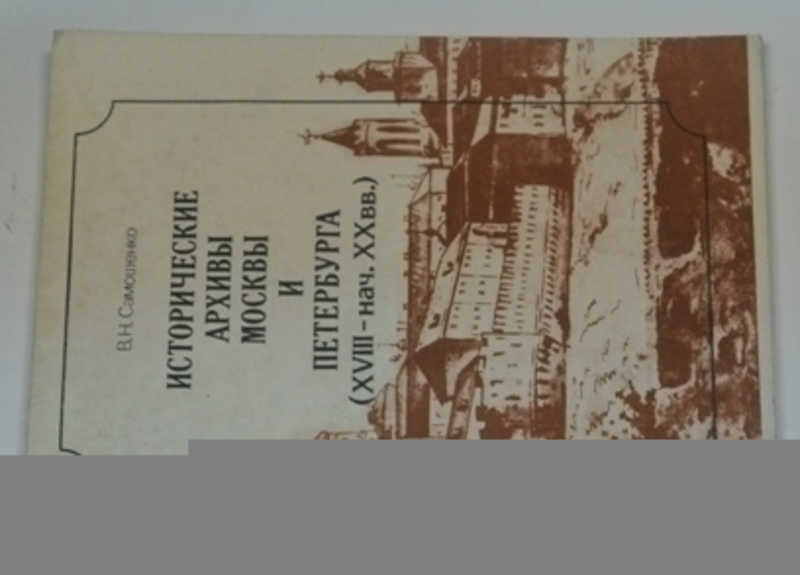 В.Н. Самошенко
ИСТОРИЧЕСКИЕ
АРХИВЫ
МОСКВЫ
И
ПЕТЕРБУРГА
(XVIII – нач. XX вв.)